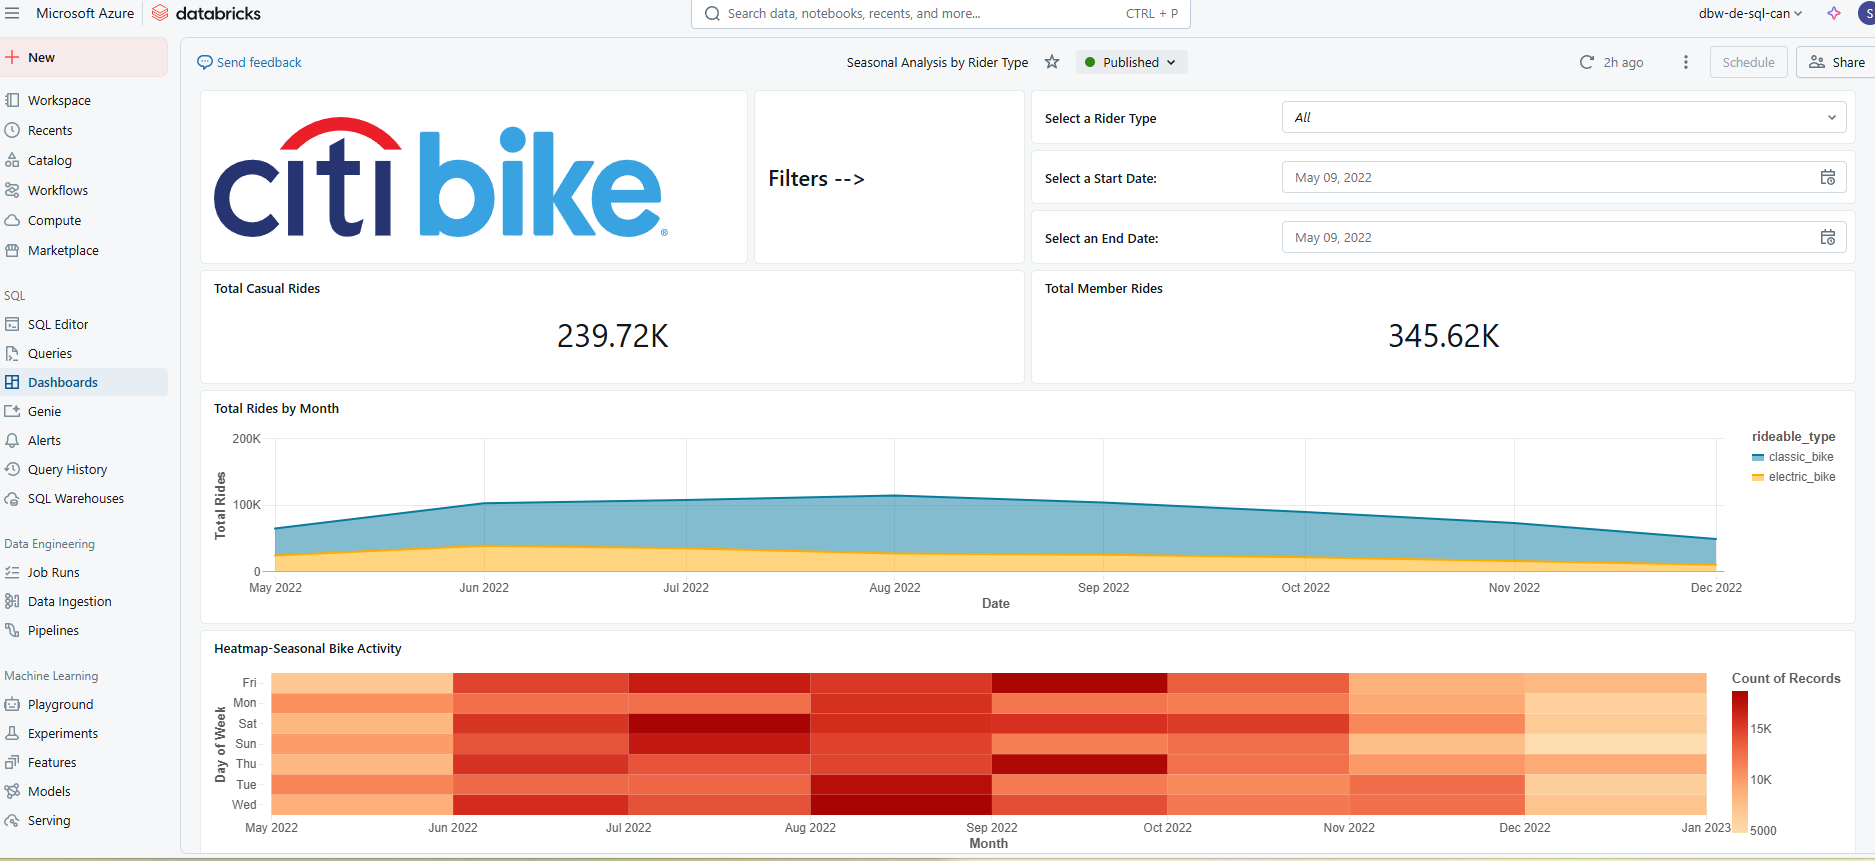 Microsoft Azure
databricks
Search data, notebooks, recents, and more...
CTRL + P
dbw-de-sql-can
S
New
Workspace
Recents
Catalog
Workflows
Compute
Marketplace
SQL
SQL Editor
Queries
Dashboards
Genie
Alerts
Query History
SQL Warehouses
Data Engineering
Job Runs
Data Ingestion
Pipelines
Machine Learning
Playground
Experiments
Features
Models
Serving
Send feedback
Seasonal Analysis by Rider Type
Published
2h ago
Schedule
Share
citi bike®
Filters -->
Select a Rider Type
All
Select a Start Date:
May 09, 2022
Select an End Date:
May 09, 2022
Total Casual Rides
239.72K
Total Member Rides
345.62K
Total Rides by Month
Total Rides
200K
100K
0
May 2022 Jun 2022 Jul 2022 Aug 2022 Sep 2022 Oct 2022 Nov 2022 Dec 2022
Date
rideable_type
classic_bike
electric_bike
Heatmap-Seasonal Bike Activity
Day of Week
Fri
Mon
Sat
Sun
Thu
Tue
Wed
May 2022 Jun 2022 Jul 2022 Aug 2022 Sep 2022 Oct 2022 Nov 2022 Dec 2022 Jan 2023
Month
Count of Records
15K
10K
5000